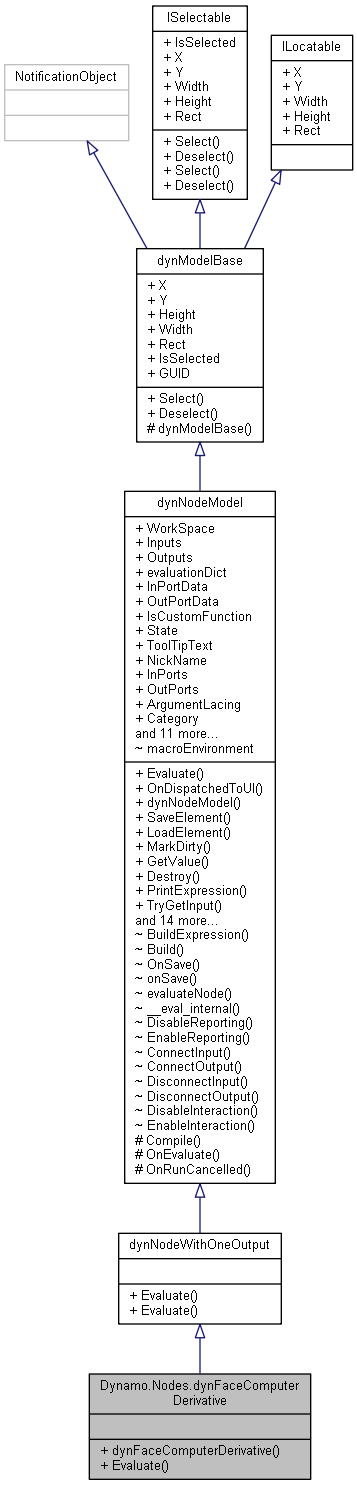 ISelectable
+ IsSelected
+ X
+ Y
+ Width
+ Height
+ Rect
+ Select()
+ Deselect()
+ Select()
+ Deselect()
ILocatable
+ X
+ Y
+ Width
+ Height
+ Rect
NotificationObject
dynModelBase
+ X
+ Y
+ Height
+ Width
+ Rect
+ IsSelected
+ GUID
+ Select()
+ Deselect()
# dynModelBase()
dynNodeModel
+ WorkSpace
+ Inputs
+ Outputs
+ evaluationDict
+ InPortData
+ OutPortData
+ IsCustomFunction
+ State
+ ToolTipText
+ NickName
+ InPorts
+ OutPorts
+ ArgumentLacing
+ Category
and 11 more...
~ macroEnvironment
+ Evaluate()
+ OnDispatchedToUI()
+ dynNodeModel()
+ SaveElement()
+ LoadElement()
+ MarkDirty()
+ GetValue()
+ Destroy()
+ PrintExpression()
+ TryGetInput()
and 14 more...
~ BuildExpression()
~ Build()
~ OnSave()
~ onSave()
~ evaluateNode()
~ __eval_internal()
~ DisableReporting()
~ EnableReporting()
~ ConnectInput()
~ ConnectOutput()
~ DisconnectInput()
~ DisconnectOutput()
~ DisableInteraction()
~ EnableInteraction()
# Compile()
# OnEvaluate()
# OnRunCancelled()
dynNodeWithOneOutput
+ Evaluate()
+ Evaluate()
Dynamo.Nodes.dynFaceComputer
Derivative
+ dynFaceComputerDerivative()
+ Evaluate()